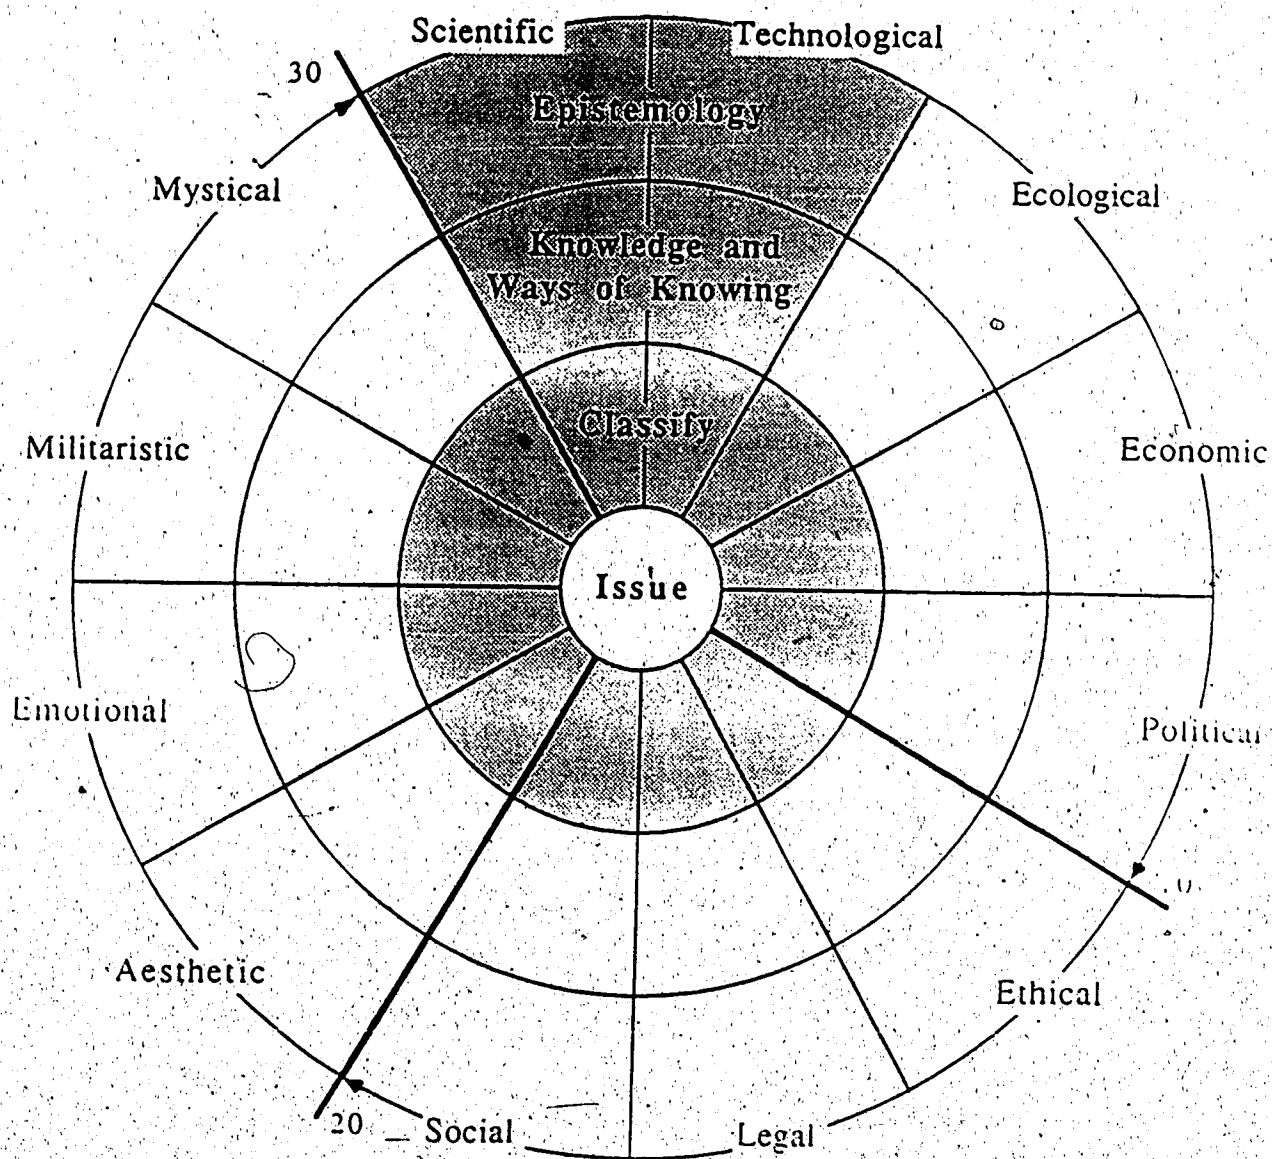 Scientific
Technological
30
Epistemology
Mystical
Ecological
Knowledge and
Ways of Knowing
Classify
Militaristic
Economic
Issue
Emotional
Political
Aesthetic
Ethical
20
Social
Legal